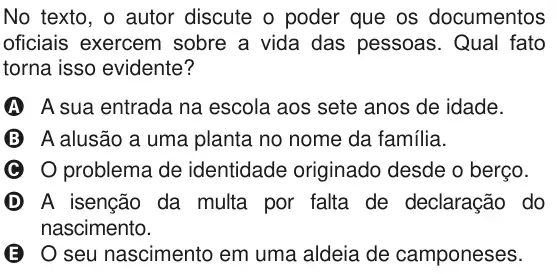 No texto, o autor discute o poder que os documentos
oficiais exercem sobre a vida das pessoas. Qual fato
torna isso evidente?
A A sua entrada na escola aos sete anos de idade.
B A alusão a uma planta no nome da família.
C O problema de identidade originado desde o berço.
D A isenção da multa por falta de declaração do
nascimento.
E O seu nascimento em uma aldeia de camponeses.